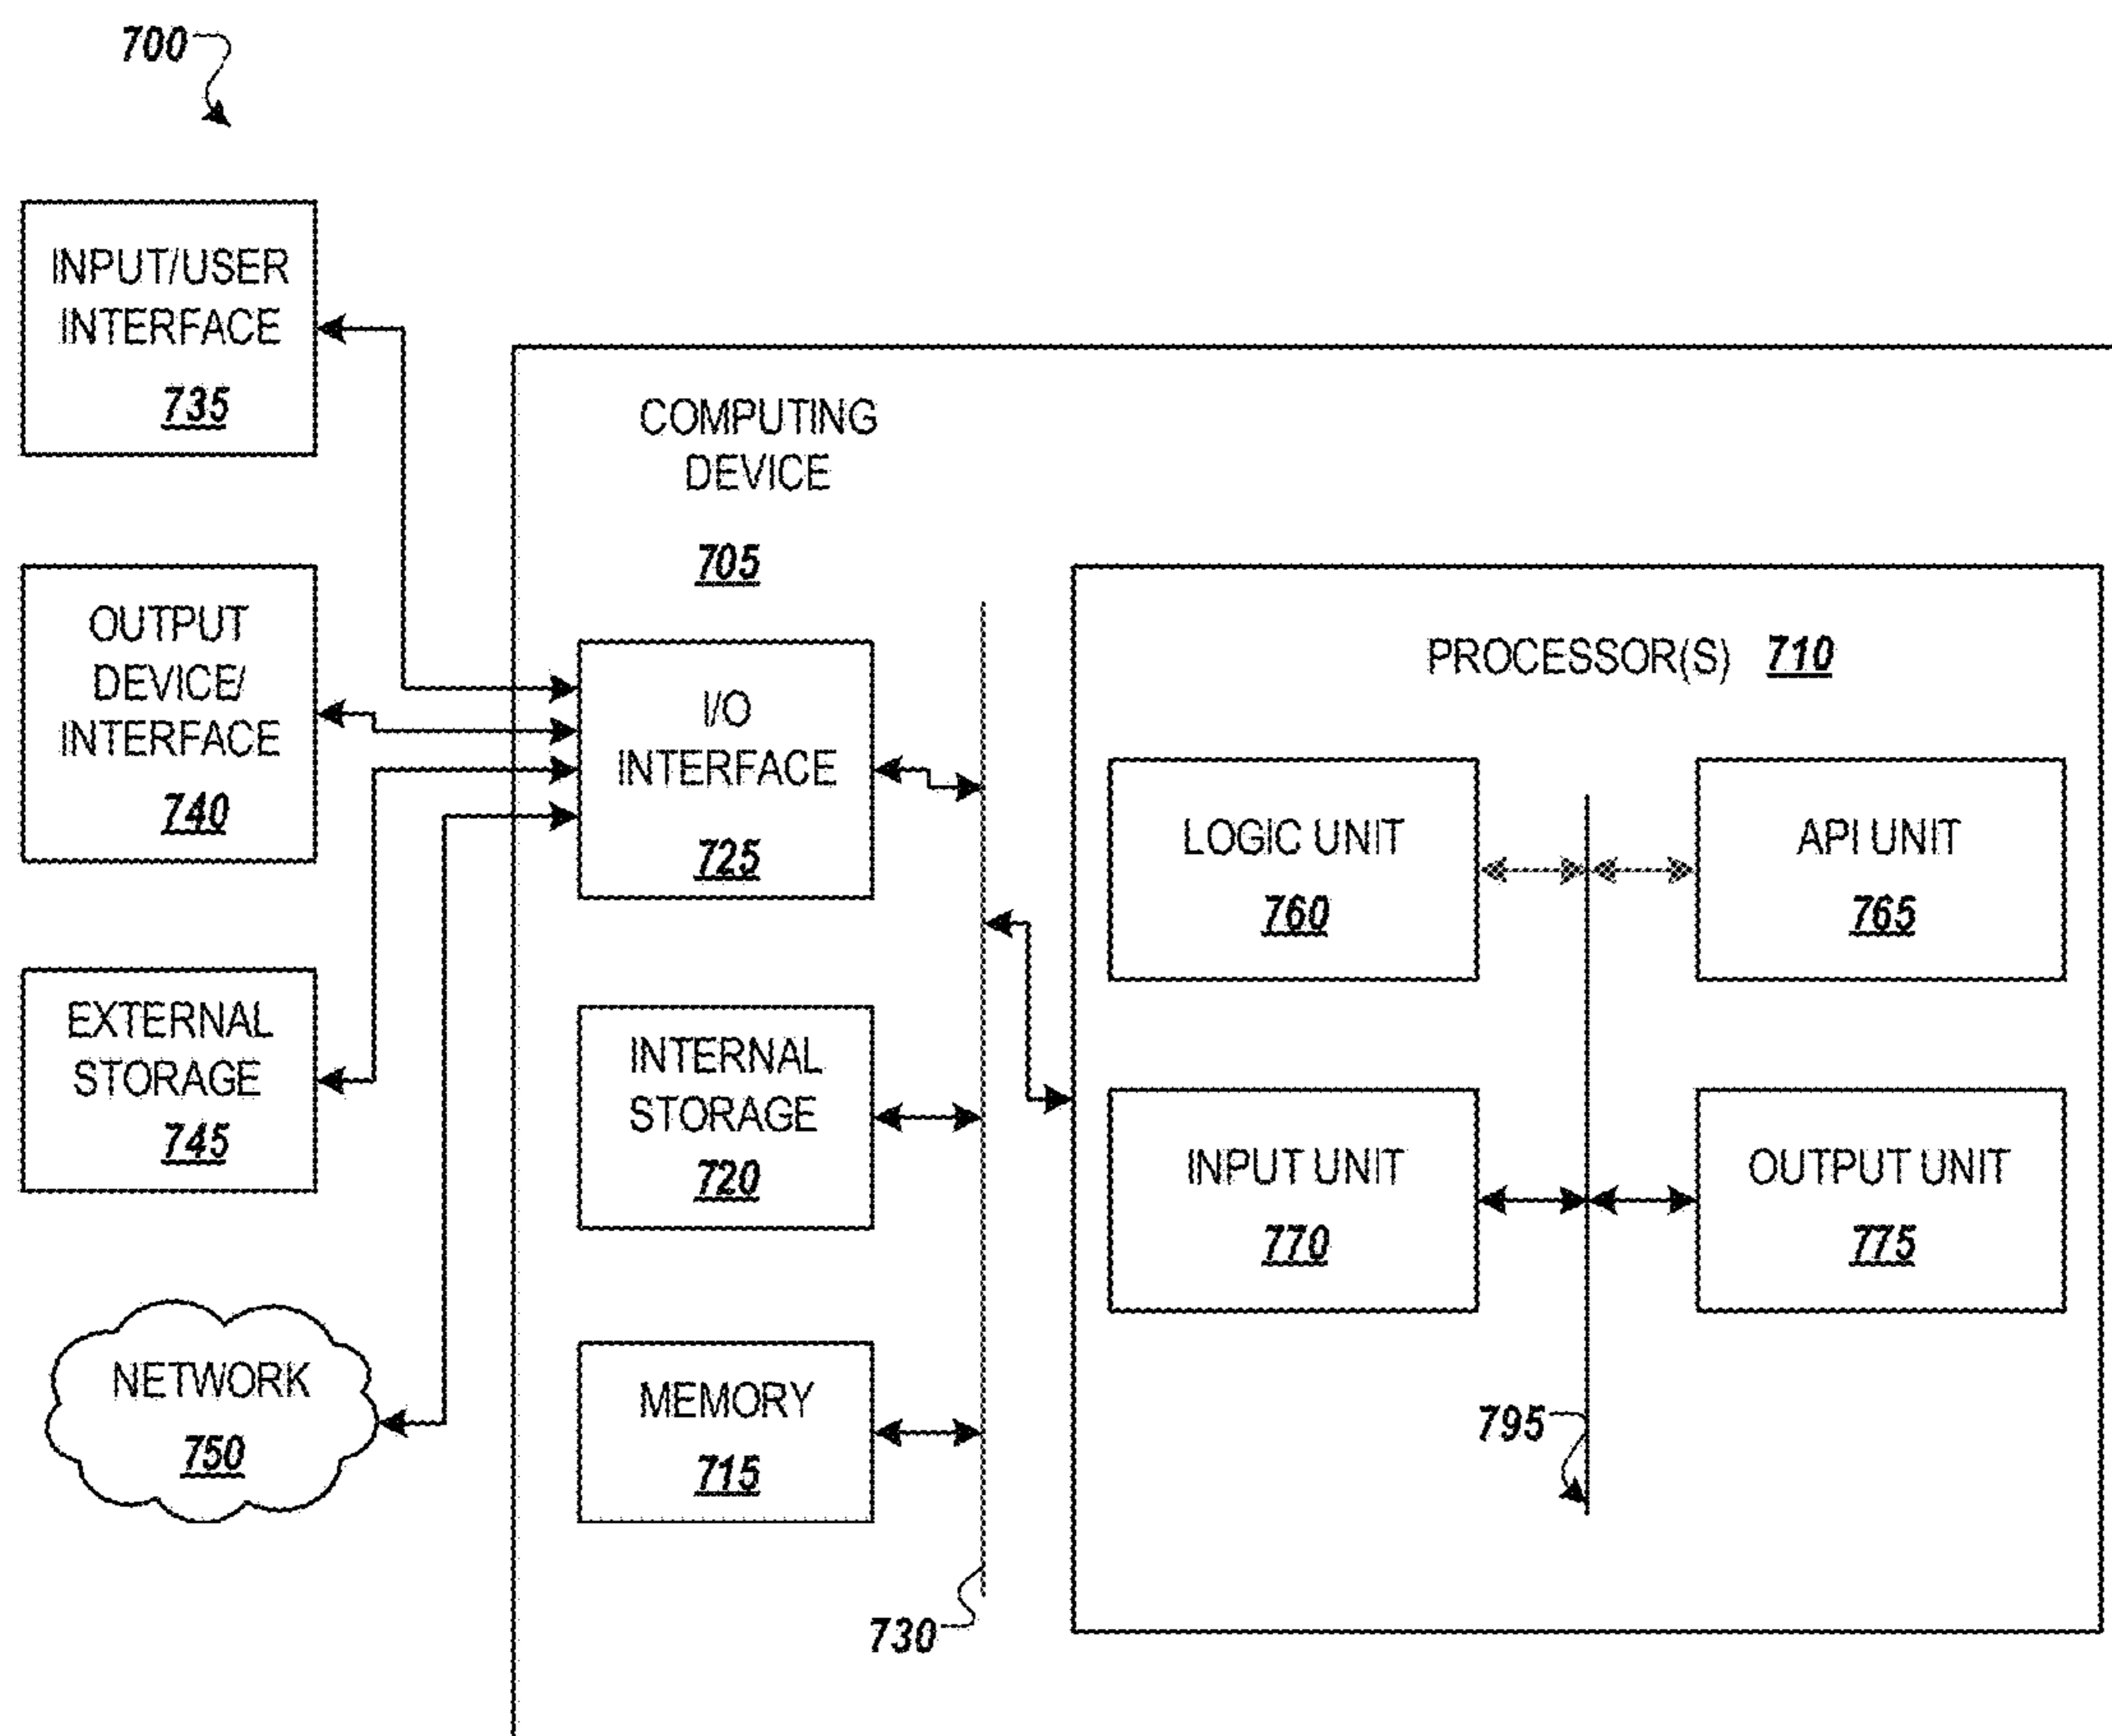 700
INPUT/USER
INTERFACE
735
OUTPUT
DEVICE/
INTERFACE
740
EXTERNAL
STORAGE
745
NETWORK
750
COMPUTING
DEVICE
705
I/O
INTERFACE
725
INTERNAL
STORAGE
720
MEMORY
715
730
PROCESSOR(S) 710
LOGIC UNIT
760
API UNIT
765
INPUT UNIT
770
OUTPUT UNIT
775
795